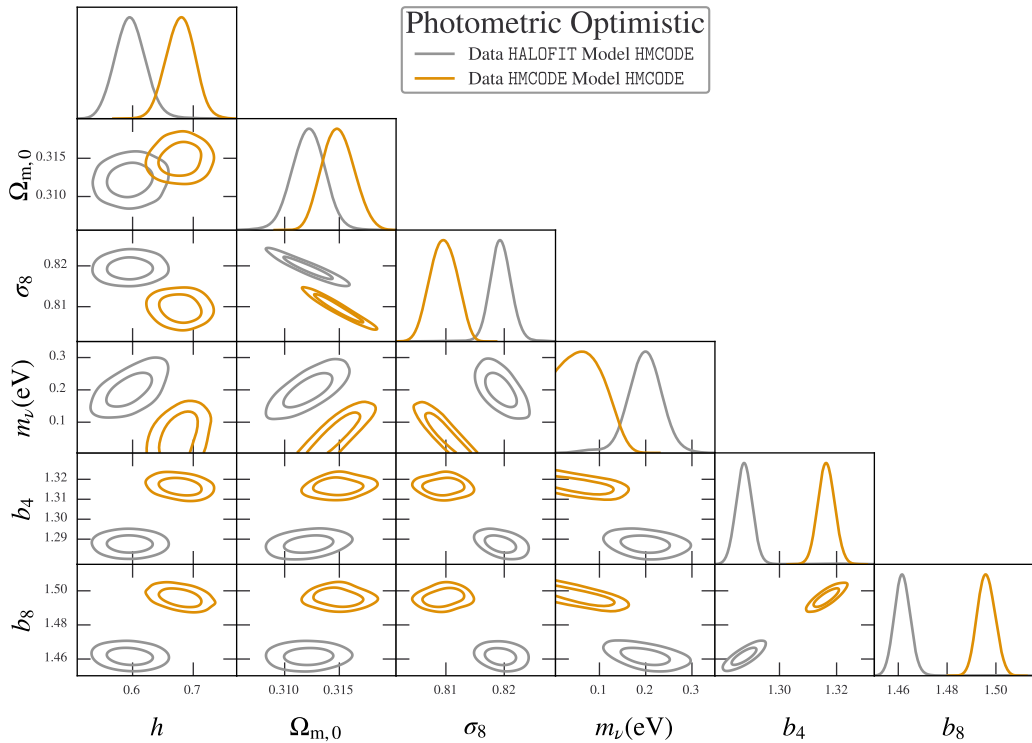 Photometric Optimistic
Data HALOFIT Model HMCODE
Data HMCODE Model HMCODE
0.315
0.310
Ωm,0
0.82
0.81
σ8
0.3
0.2
0.1
mν(eV)
1.32
1.31
1.30
1.29
b4
1.50
1.48
1.46
b8
0.6 0.7 0.310 0.315 0.81 0.82 0.1 0.2 0.3 1.30 1.32 1.46 1.48 1.50
h Ωm,0 σ8 mν(eV) b4 b8